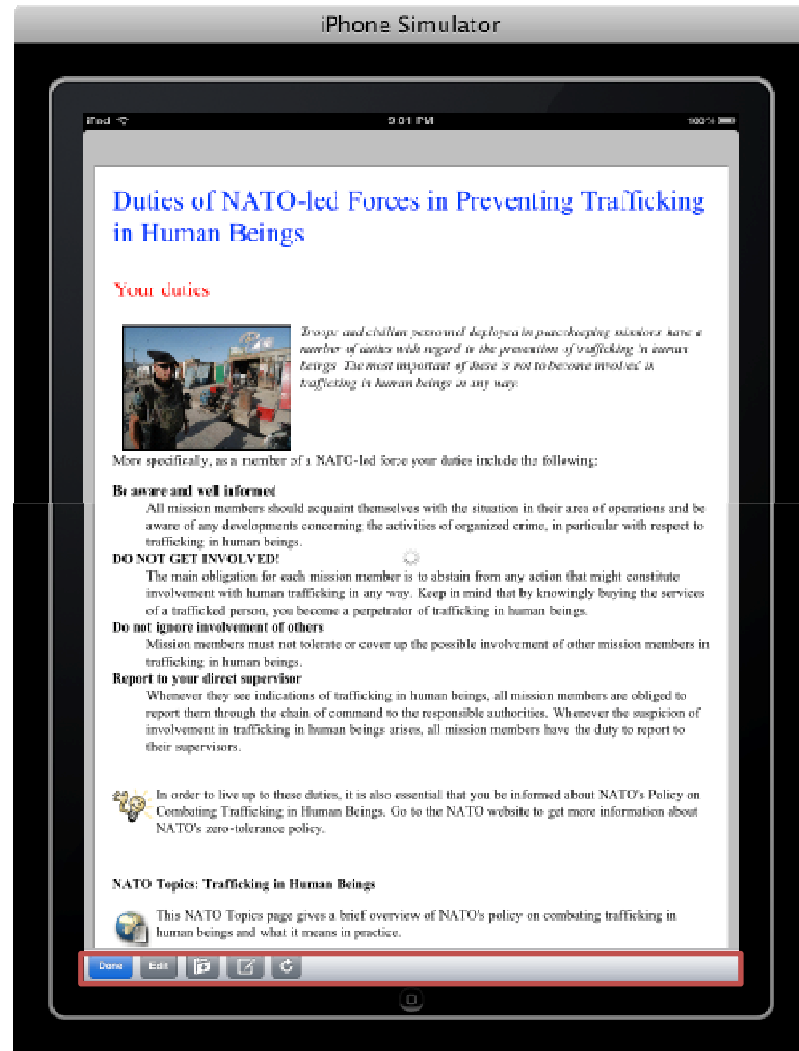 iPhone Simulator
iPod 9:01 PM 100%
Duties of NATO-led Forces in Preventing Trafficking
in Human Beings
Your duties
Troops and civilian personnel deployed in peacekeeping missions have a
number of duties with regard to the prevention of trafficking in human
beings. The most important of these is not to become involved in
trafficking in human beings in any way.
More specifically, as a member of a NATO-led force your duties include the following:
Be aware and well informed
All mission members should acquaint themselves with the situation in their area of operations and be
aware of any developments concerning the activities of organized crime, in particular with respect to
trafficking in human beings.
DO NOT GET INVOLVED!
The main obligation for each mission member is to abstain from any action that might constitute
involvement with human trafficking in any way. Keep in mind that by knowingly buying the services
of a trafficked person, you become a perpetrator of trafficking in human beings.
Do not ignore involvement of others
Mission members must not tolerate or cover up the possible involvement of other mission members in
trafficking in human beings.
Report to your direct supervisor
Whenever they see indications of trafficking in human beings, all mission members are obliged to
report them through the chain of command to the responsible authorities. Whenever the suspicion of
involvement in trafficking in human beings arises, all mission members have the duty to report to
their supervisors.
In order to live up to these duties, it is also essential that you be informed about NATO's Policy on
Combating Trafficking in Human Beings. Go to the NATO website to get more information about
NATO's zero-tolerance policy.
NATO Topics: Trafficking in Human Beings
This NATO Topics page gives a brief overview of NATO's policy on combating trafficking in
human beings and what it means in practice.
Done Edit